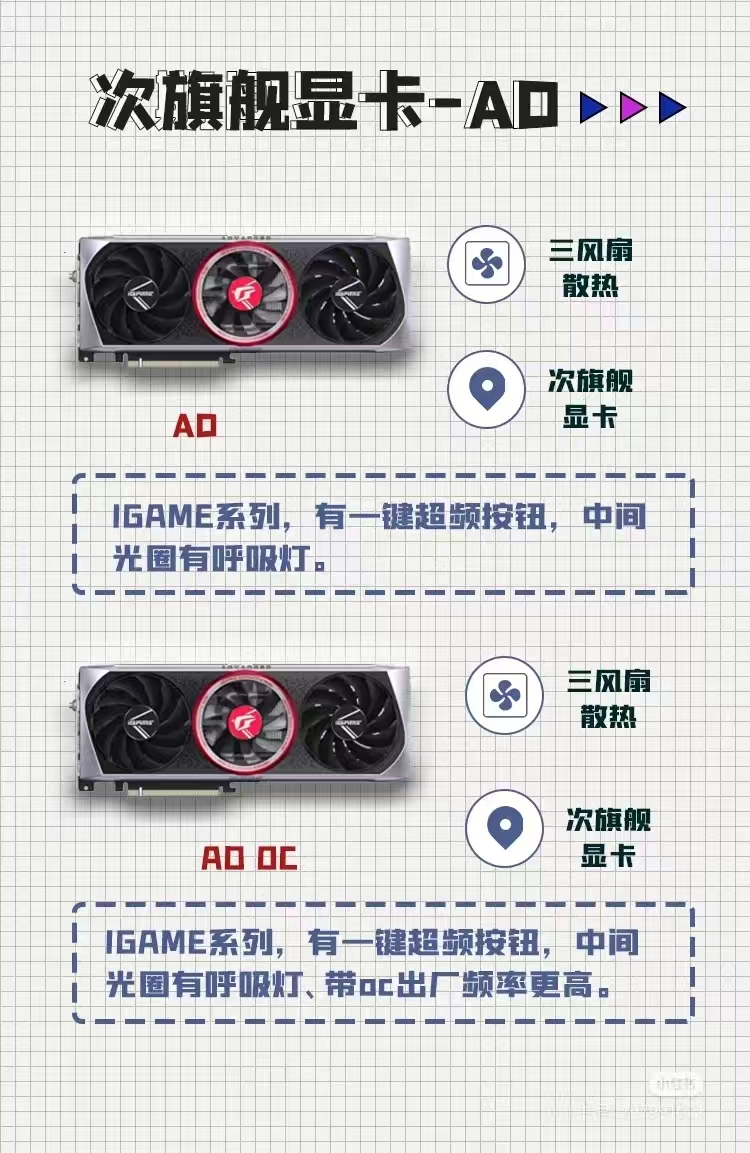 次旗舰显卡-AD
三风扇
散热
次旗舰
显卡
AD
IGAME系列，有一键超频按钮，中间
光圈有呼吸灯。
三风扇
散热
次旗舰
显卡
AD OC
IGAME系列，有一键超频按钮，中间
光圈有呼吸灯、带oc出厂频率更高。
小红书